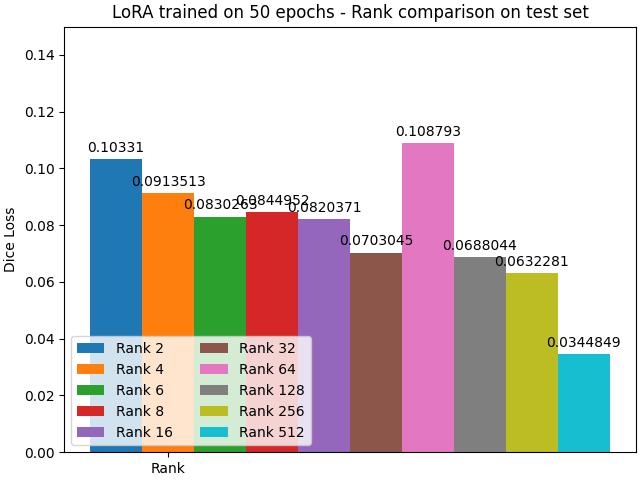 LoRA trained on 50 epochs - Rank comparison on test set
Dice Loss
0.14
0.12
0.10
0.08
0.06
0.04
0.02
0.00
0.10331
0.0913513
0.0830263
0.0844952
0.0820371
0.0703045
0.108793
0.0688044
0.0632281
0.0344849
Rank 2
Rank 4
Rank 6
Rank 8
Rank 16
Rank 32
Rank 64
Rank 128
Rank 256
Rank 512
Rank